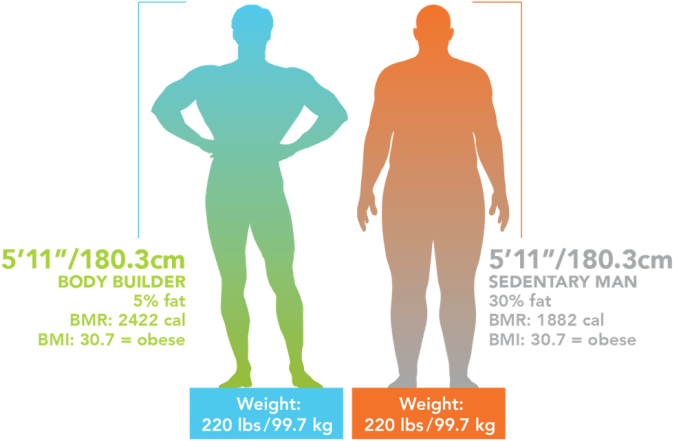 5’11”/180.3cm
BODY BUILDER
5% fat
BMR: 2422 cal
BMI: 30.7 = obese
5’11”/180.3cm
SEDENTARY MAN
30% fat
BMR: 1882 cal
BMI: 30.7 = obese
Weight:
220 lbs/99.7 kg
Weight:
220 lbs/99.7 kg